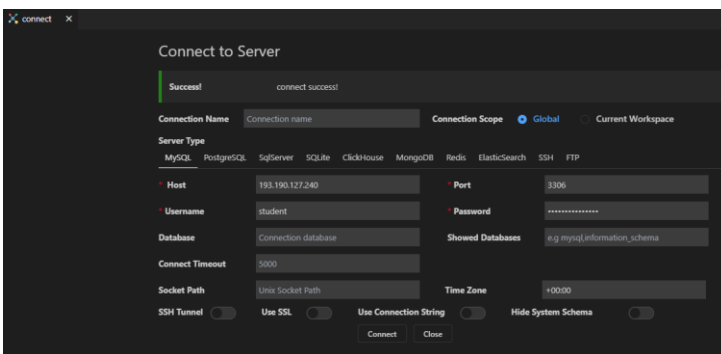 connect ×
Connect to Server
Success! connect success!
Connection Name Connection name Connection Scope Global Current Workspace
Server Type
MySQL PostgreSQL SqlServer SQLite ClickHouse MongoDB Redis ElasticSearch SSH FTP
* Host 193.190.127.240 * Port 3306
* Username student * Password •••••••••••••••
Database Connection database Showed Databases e.g mysql,information_schema
Connect Timeout 5000
Socket Path Unix Socket Path Time Zone +00:00
SSH Tunnel Use SSL Use Connection String Hide System Schema
Connect Close